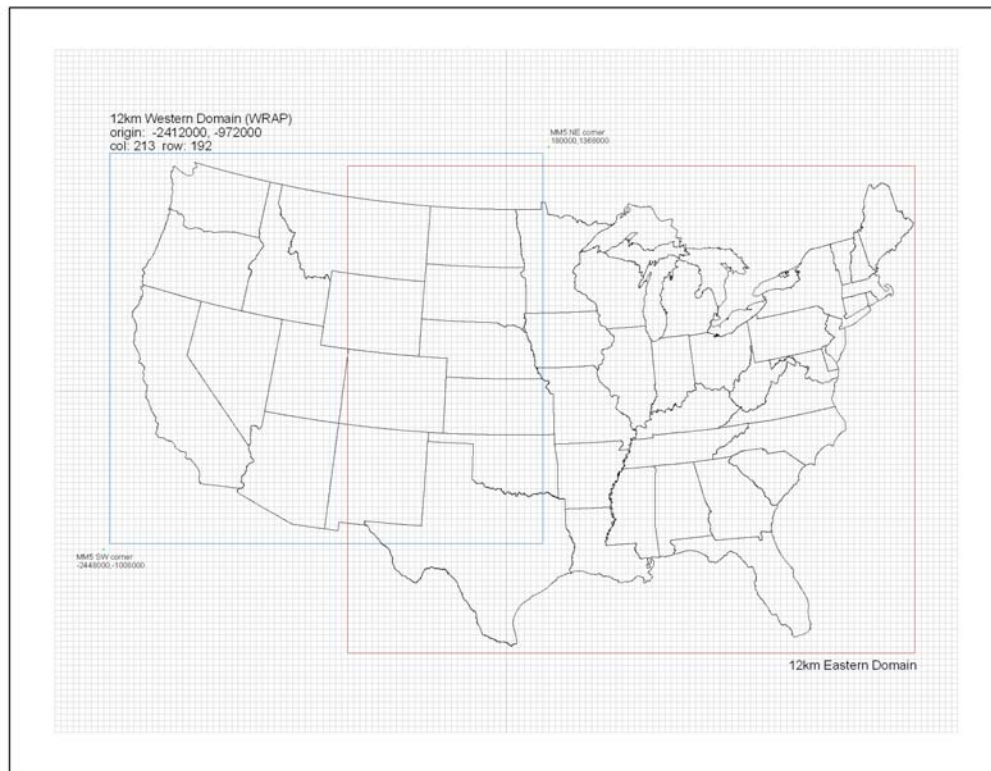 12km Western Domain (WRAP)
origin: -2412000, -972000
col: 213 row: 192
MM5 NE corner
180000,1368000
MM5 SW corner
-2448000,-1008000
12km Eastern Domain